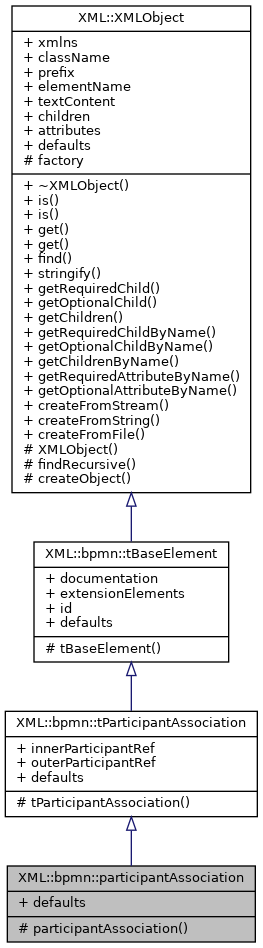 XML::XMLObject
+ xmlns
+ className
+ prefix
+ elementName
+ textContent
+ children
+ attributes
+ defaults
# factory
+ ~XMLObject()
+ is()
+ is()
+ get()
+ get()
+ find()
+ stringify()
+ getRequiredChild()
+ getOptionalChild()
+ getChildren()
+ getRequiredChildByName()
+ getOptionalChildByName()
+ getChildrenByName()
+ getRequiredAttributeByName()
+ getOptionalAttributeByName()
+ createFromStream()
+ createFromString()
+ createFromFile()
# XMLObject()
# findRecursive()
# createObject()
XML::bpmn::tBaseElement
+ documentation
+ extensionElements
+ id
+ defaults
# tBaseElement()
XML::bpmn::tParticipantAssociation
+ innerParticipantRef
+ outerParticipantRef
+ defaults
# tParticipantAssociation()
XML::bpmn::participantAssociation
+ defaults
# participantAssociation()